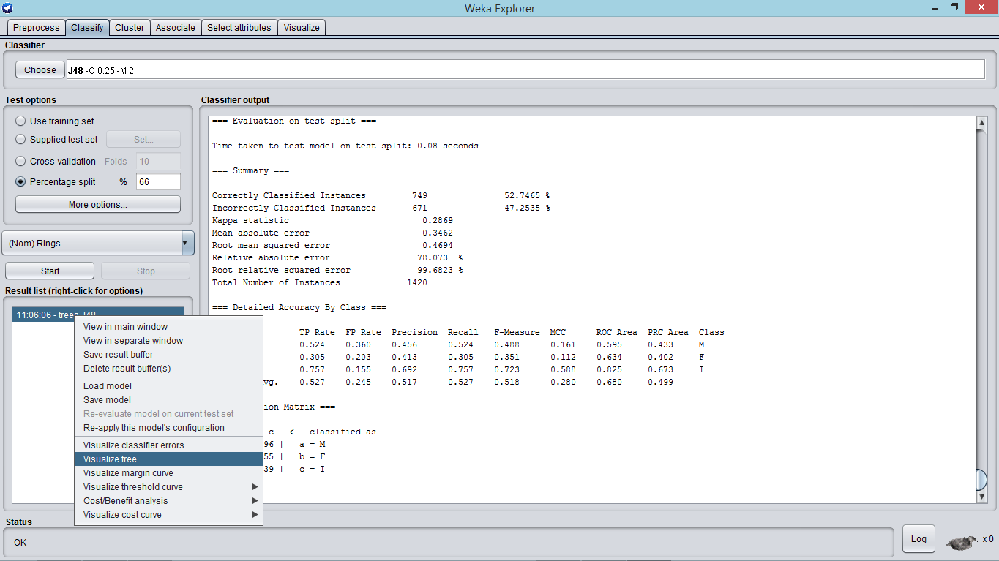 Weka Explorer
Preprocess Classify Cluster Associate Select attributes Visualize
Classifier
Choose J48 -C 0.25 -M 2
Test options
Use training set
Supplied test set Set...
Cross-validation Folds 10
Percentage split % 66
More options...
(Nom) Rings
Start Stop
Result list (right-click for options)
11:06:06 - trees.J48
View in main window
View in separate window
Save result buffer
Delete result buffer(s)
Load model
Save model
Re-evaluate model on current test set
Re-apply this model's configuration
Visualize classifier errors
Visualize tree
Visualize margin curve
Visualize threshold curve
Cost/Benefit analysis
Visualize cost curve
Classifier output
=== Evaluation on test split ===
Time taken to test model on test split: 0.08 seconds
=== Summary ===
Correctly Classified Instances 749 52.7465 %
Incorrectly Classified Instances 671 47.2535 %
Kappa statistic 0.2869
Mean absolute error 0.3462
Root mean squared error 0.4694
Relative absolute error 78.073 %
Root relative squared error 99.6823 %
Total Number of Instances 1420
=== Detailed Accuracy By Class ===
TP Rate FP Rate Precision Recall F-Measure MCC ROC Area PRC Area Class
0.524 0.360 0.456 0.524 0.488 0.161 0.595 0.433 M
0.305 0.203 0.413 0.305 0.351 0.112 0.634 0.402 F
0.757 0.155 0.692 0.757 0.723 0.588 0.825 0.673 I
vg. 0.527 0.245 0.517 0.527 0.518 0.280 0.680 0.499
ion Matrix ===
c <-- classified as
96 | a = M
55 | b = F
39 | c = I
Status
OK
Log x 0